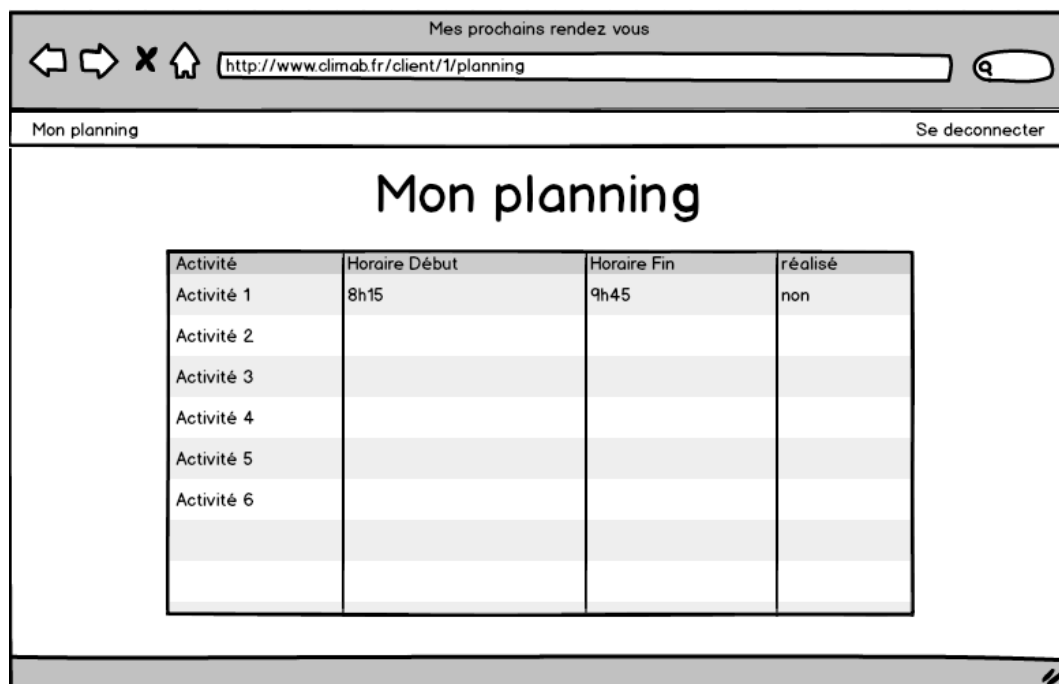 Mes prochains rendez vous
http://www.climab.fr/client/1/planning
Mon planning Se deconnecter
Mon planning
Activité Horaire Début Horaire Fin réalisé
Activité 1 8h15 9h45 non
Activité 2
Activité 3
Activité 4
Activité 5
Activité 6